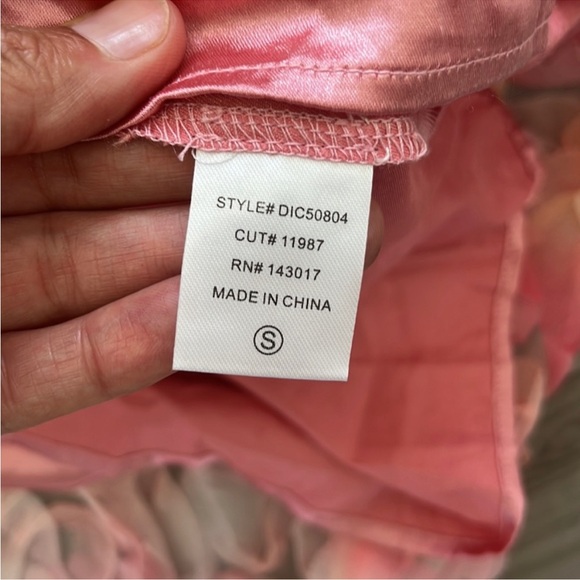 STYLE# DIC50804
CUT# 11987
RN# 143017
MADE IN CHINA
S